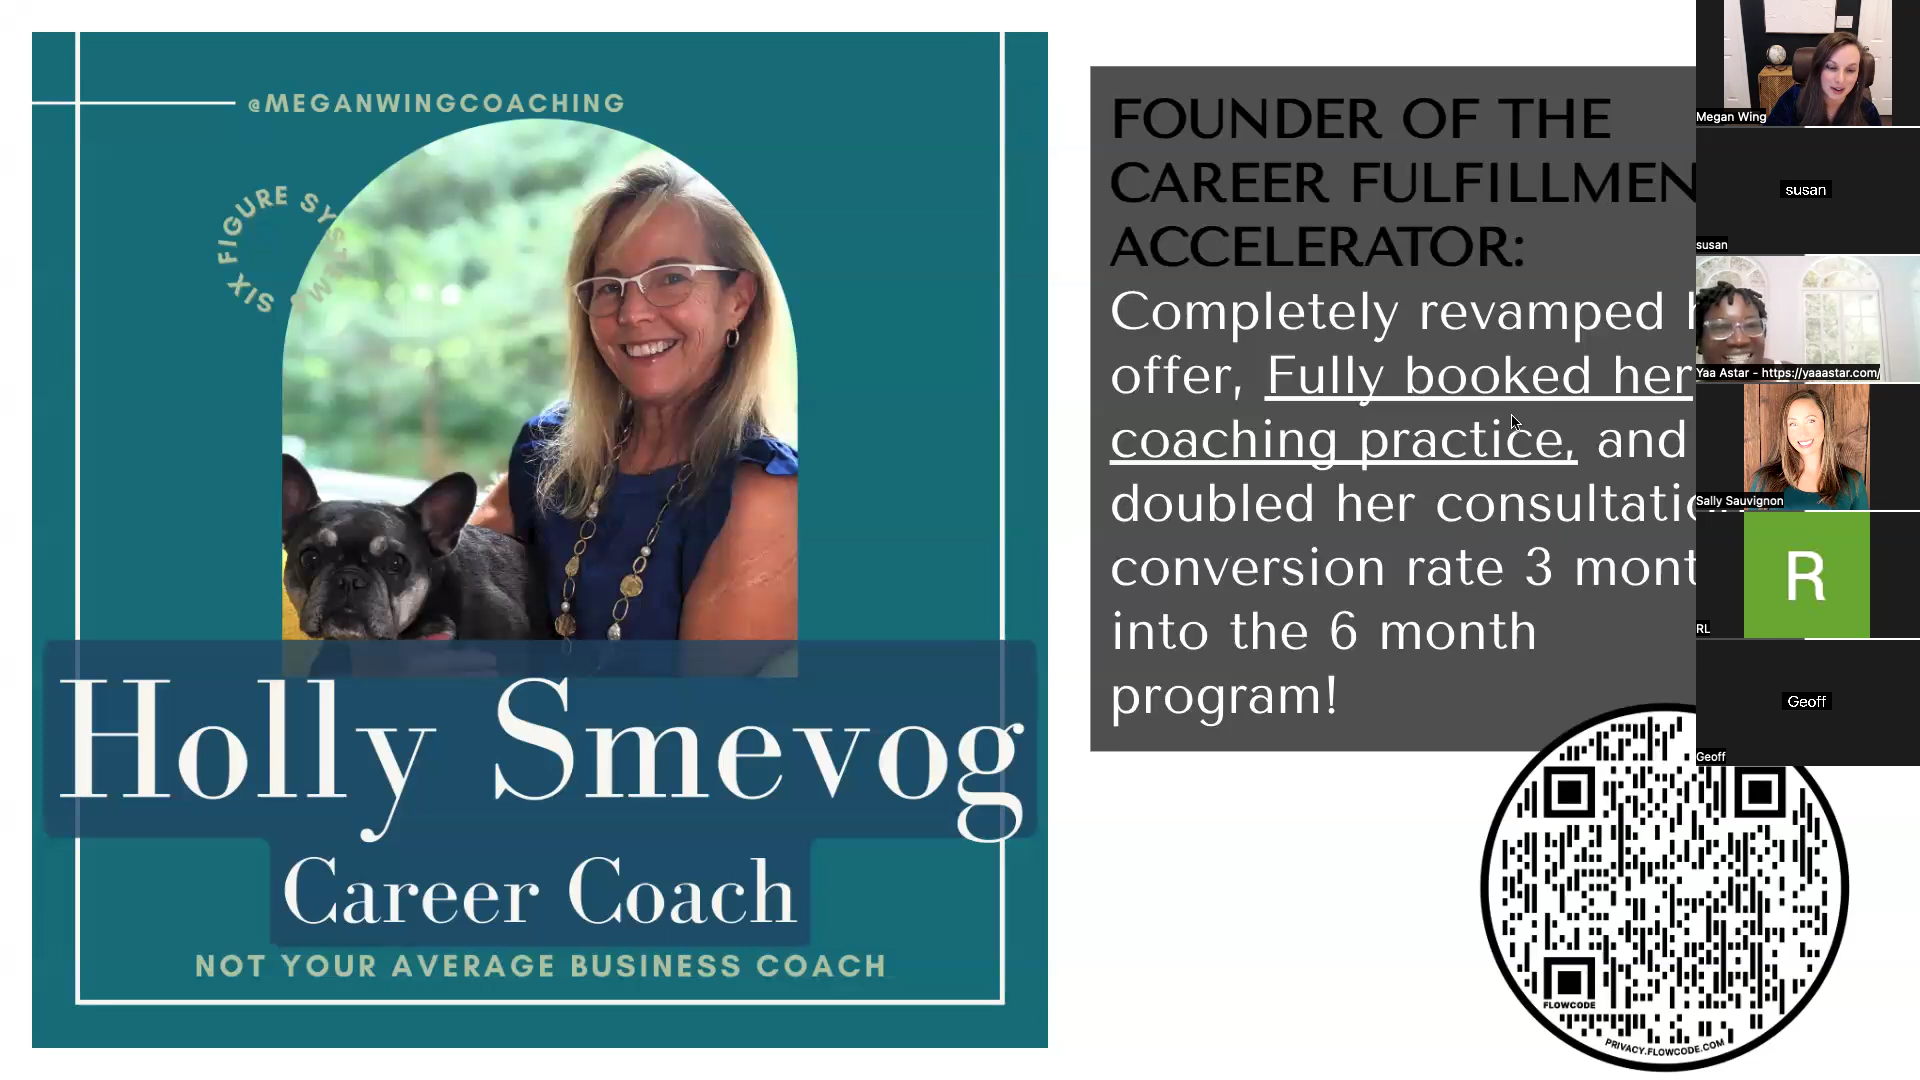 @MEGANWINGCOACHING
SIX FIGURE SYSTEMS
Holly Smevog
Career Coach
NOT YOUR AVERAGE BUSINESS COACH
FOUNDER OF THE
CAREER FULFILLMEN
ACCELERATOR:
Completely revamped h
offer, Fully booked her
coaching practice, and
doubled her consultatio
conversion rate 3 mont
into the 6 month
program!
FLOWCODE
PRIVACY.FLOWCODE.COM
Megan Wing
susan
susan
Yaa Astar - https://yaaastar.com/
Sally Sauvignon
R
RL
Geoff
Geoff